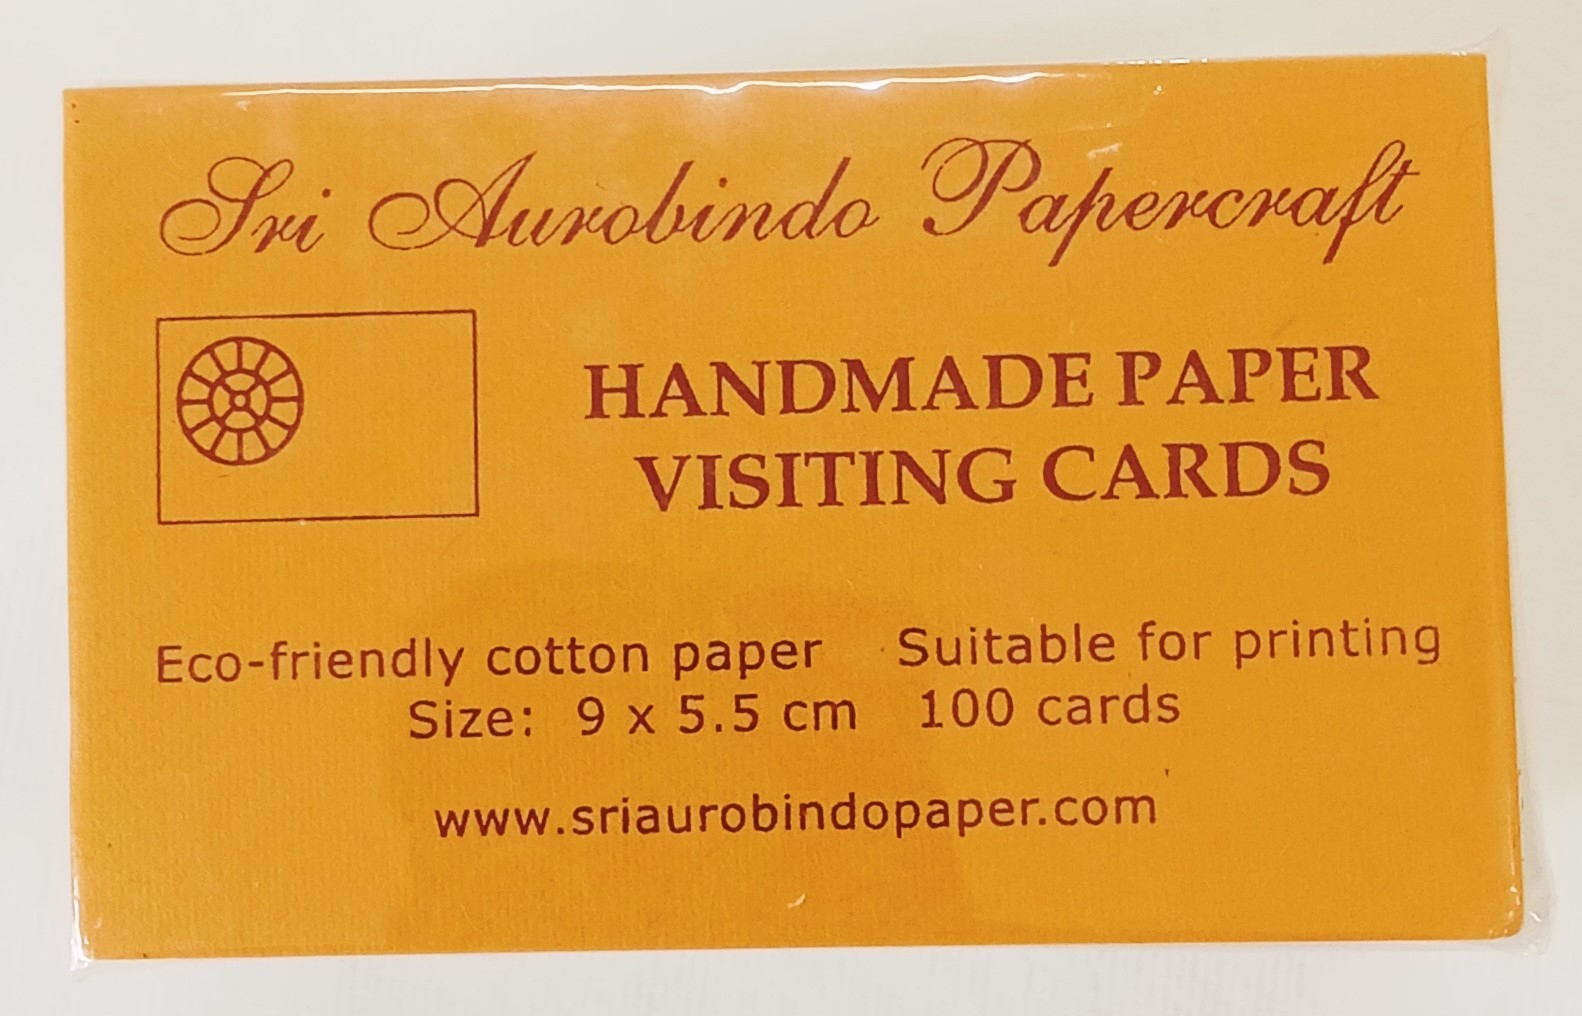 Sri Aurobindo Papercraft
HANDMADE PAPER
VISITING CARDS
Eco-friendly cotton paper Suitable for printing
Size: 9 x 5.5 cm 100 cards
www.sriaurobindopaper.com